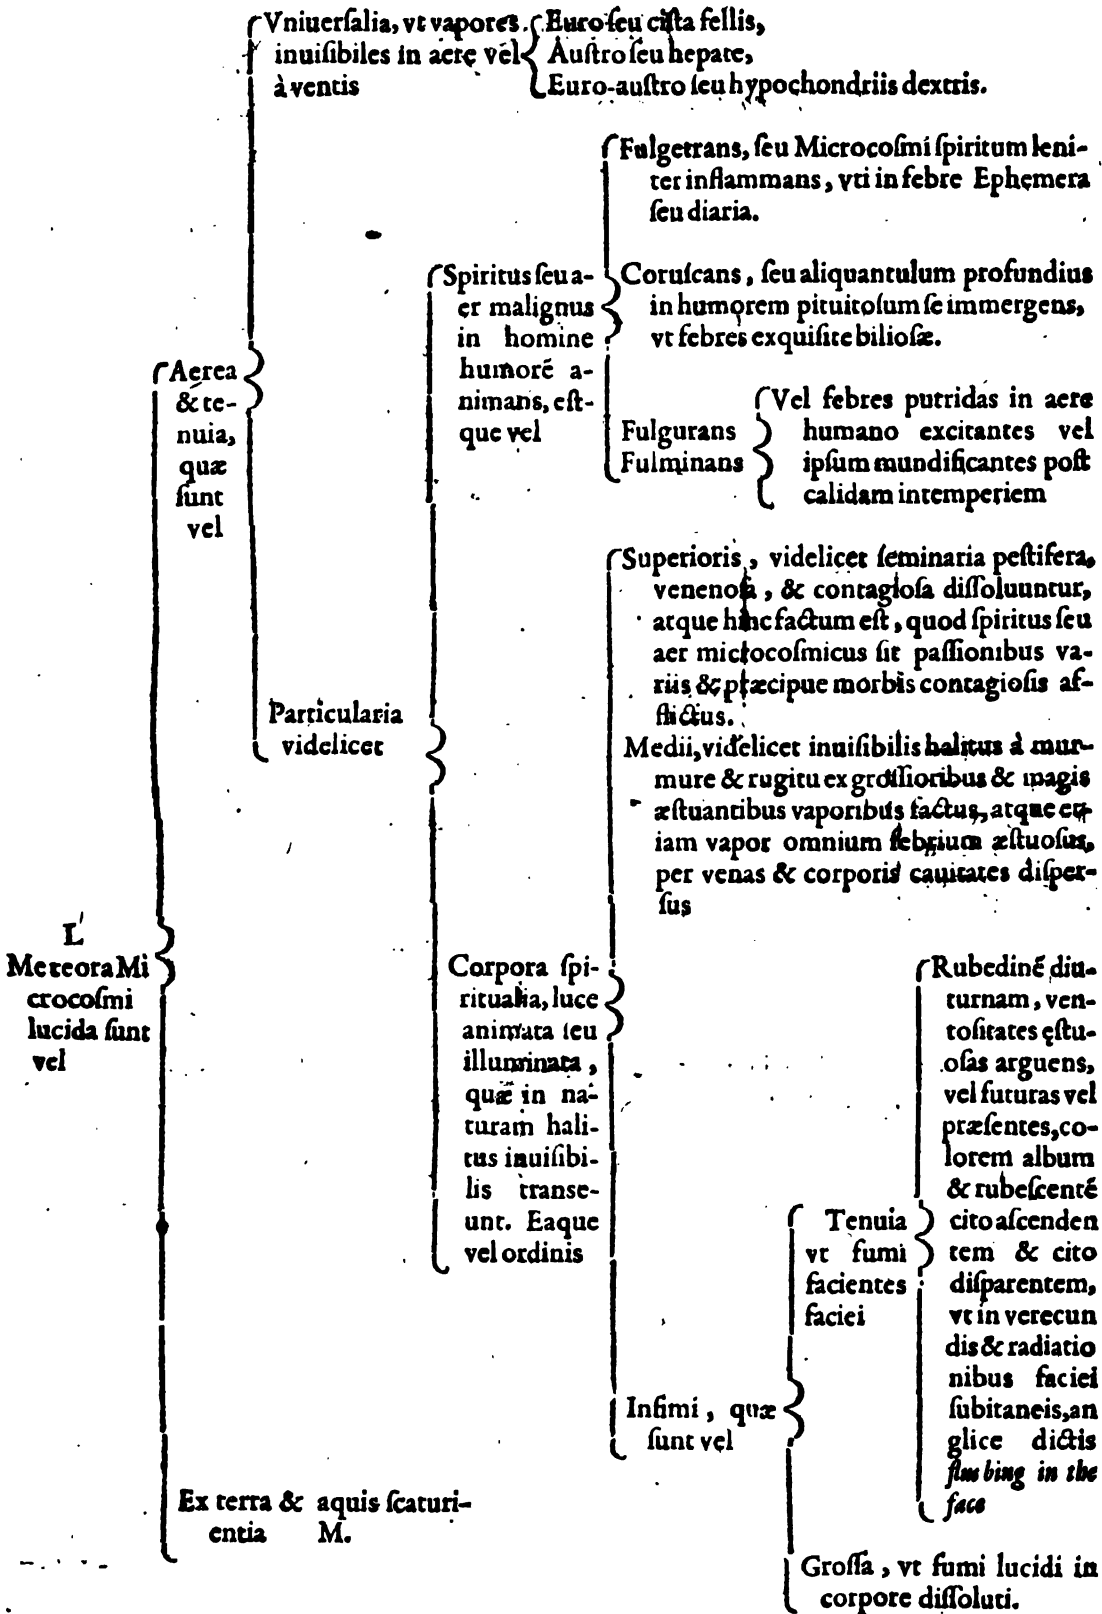 L
Meteora Mi
crocoſmi
lucida ſunt
vel
Aerea
& te-
nuia,
quæ
ſunt
vel
Vniuerſalia, vt vapores
inuiſibiles in aere vel
à ventis
Euro ſeu ciſta fellis,
Auſtro ſeu hepate,
Euro-auſtro ſeu hypochondriis dextris.
Particularia
videlicet
Spiritus ſeu a-
er malignus
in homine
humorē a-
nimans, eſt-
que vel
Fulgetrans, ſeu Microcoſmi ſpiritum leni-
ter inflammans, vti in febre Ephemera
ſeu diaria.
Coruſcans, ſeu aliquantulum profundius
in humorem pituitoſum ſe immergens,
vt febres exquiſite bilioſæ.
Fulgurans
Fulminans
Vel febres putridas in aere
humano excitantes vel
ipſum mundificantes poſt
calidam intemperiem
Corpora ſpi-
ritualia, luce
animata ſeu
illuminata,
quæ in na-
turam hali-
tus inuiſibi-
lis transe-
unt. Eaque
vel ordinis
Superioris, videlicet ſeminaria peſtifera,
venenoſa, & contagioſa diſſoluuntur,
atque hinc factum eſt, quod ſpiritus ſeu
aer microcoſmicus ſit paſſionibus va-
riis & præcipue morbis contagioſis af-
flictus.
Medii, videlicet inuiſibilis halitus à mur-
mure & rugitu ex groſſioribus & magis
æſtuantibus vaporibus factus, atque et-
iam vapor omnium febrium æſtuoſus,
per venas & corporis cauitates diſper-
ſus
Infimi, quæ
ſunt vel
Tenuia
vt fumi
facientes
faciei
Rubedinē diu-
turnam, ven-
toſitates ęſtu-
oſas arguens,
vel futuras vel
præſentes, co-
lorem album
& rubeſcentē
cito aſcenden
tem & cito
diſparentem,
vt in verecun
dis & radiatio
nibus faciei
ſubitaneis, an
glice dictis
flushing in the
face
Groſſa, vt fumi lucidi in
corpore diſſoluti.
Ex terra & aquis ſcaturi-
entia M.